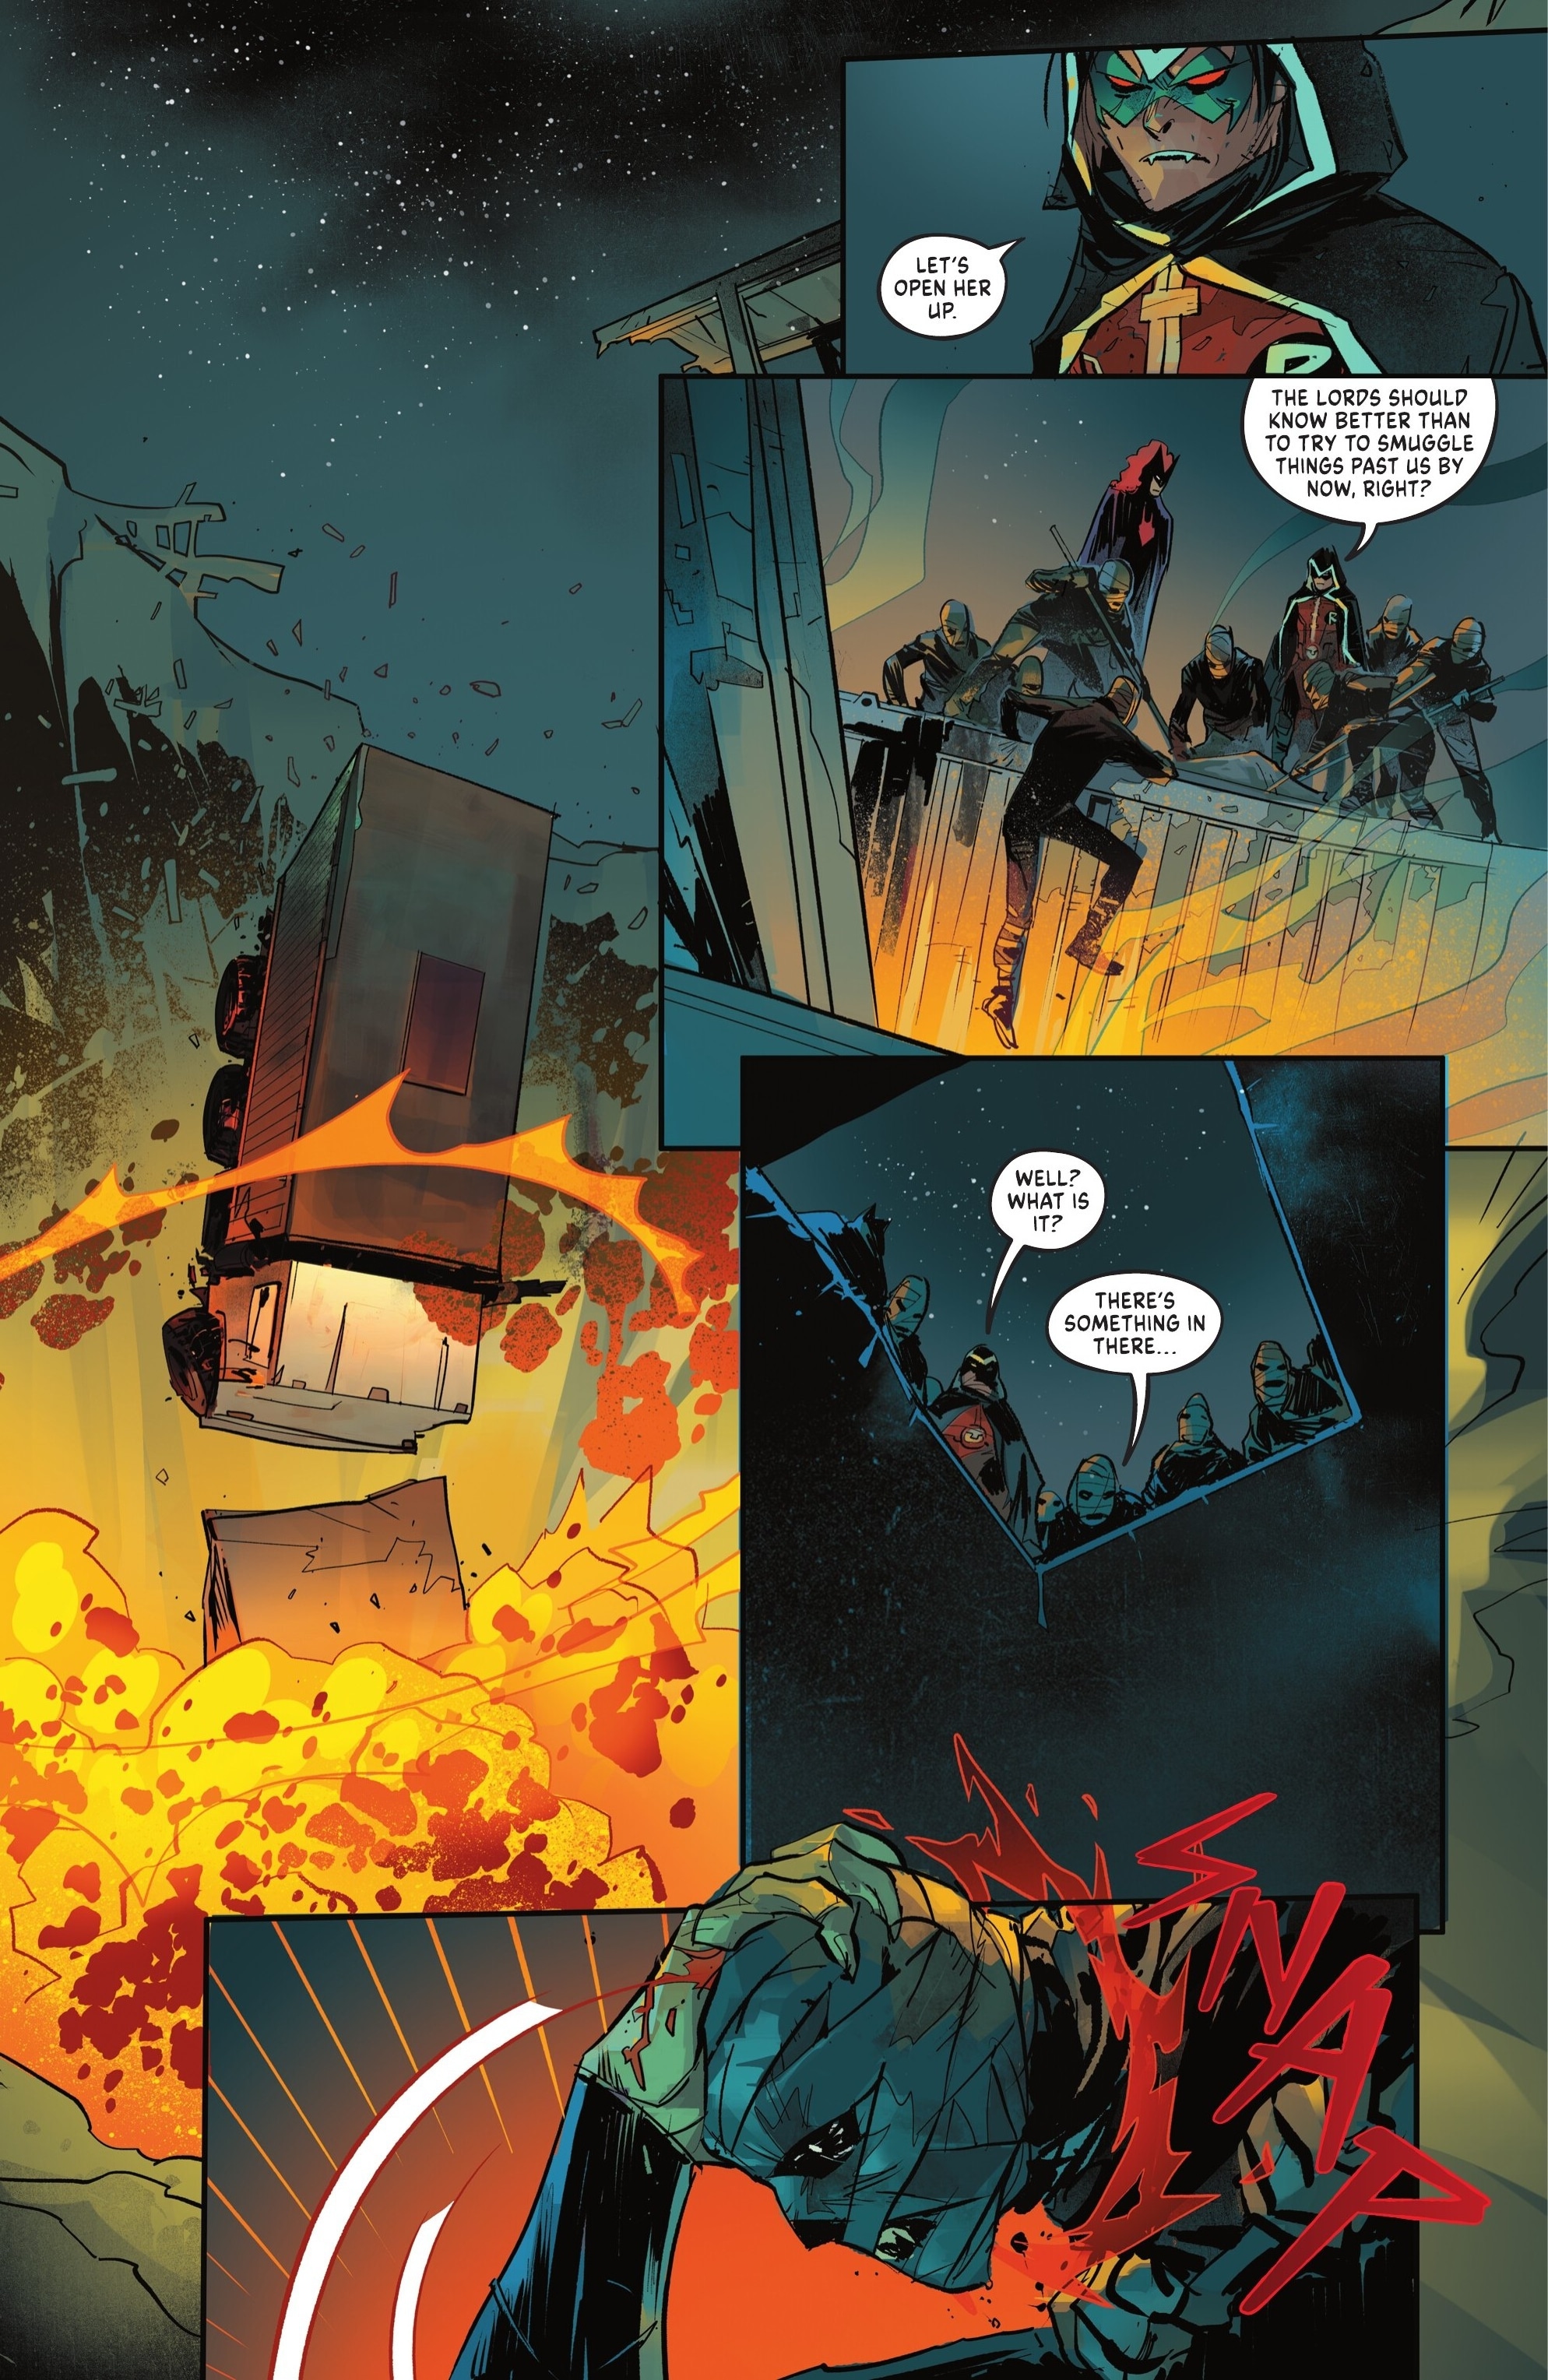 LET'S
OPEN HER
UP.
THE LORDS SHOULD
KNOW BETTER THAN
TO TRY TO SMUGGLE
THINGS PAST US BY
NOW, RIGHT?
WELL?
WHAT IS
IT?
THERE'S
SOMETHING IN
THERE...
SNAP